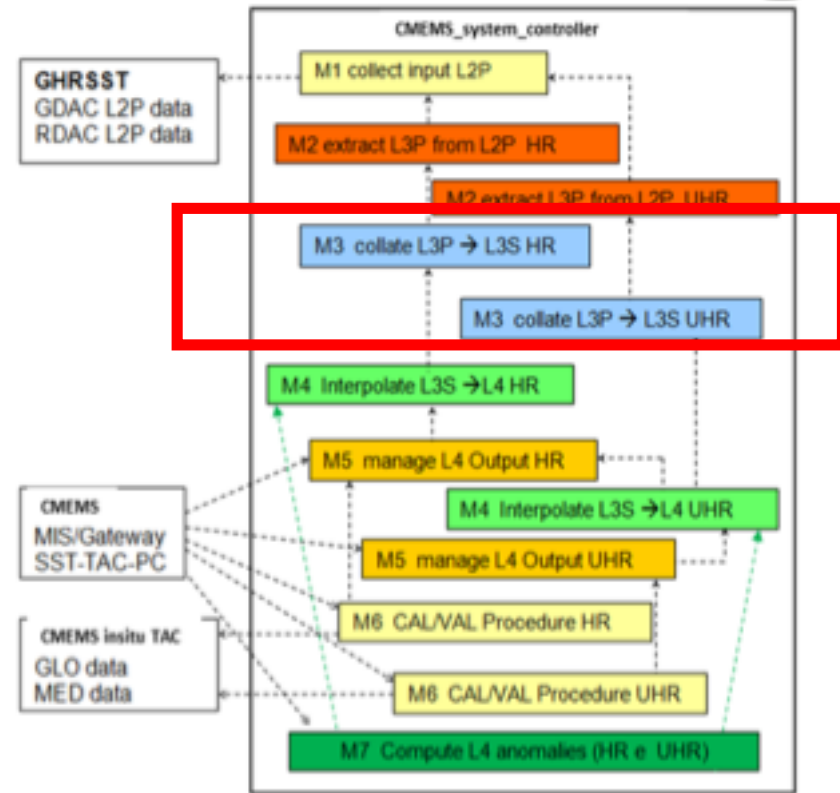 CMEMS_system_controller
M1 collect input L2P
GHRSST
GDAC L2P data
RDAC L2P data
M2 extract L3P from L2P HR
M2 extract L3P from L2P UHR
M3 collate L3P → L3S HR
M3 collate L3P → L3S UHR
M4 Interpolate L3S →L4 HR
M5 manage L4 Output HR
M4 Interpolate L3S →L4 UHR
CMEMS
MIS/Gateway
SST-TAC-PC
M5 manage L4 Output UHR
M6 CAL/VAL Procedure HR
CMEMS insitu TAC
GLO data
MED data
M6 CAL/VAL Procedure UHR
M7 Compute L4 anomalies (HR e UHR)